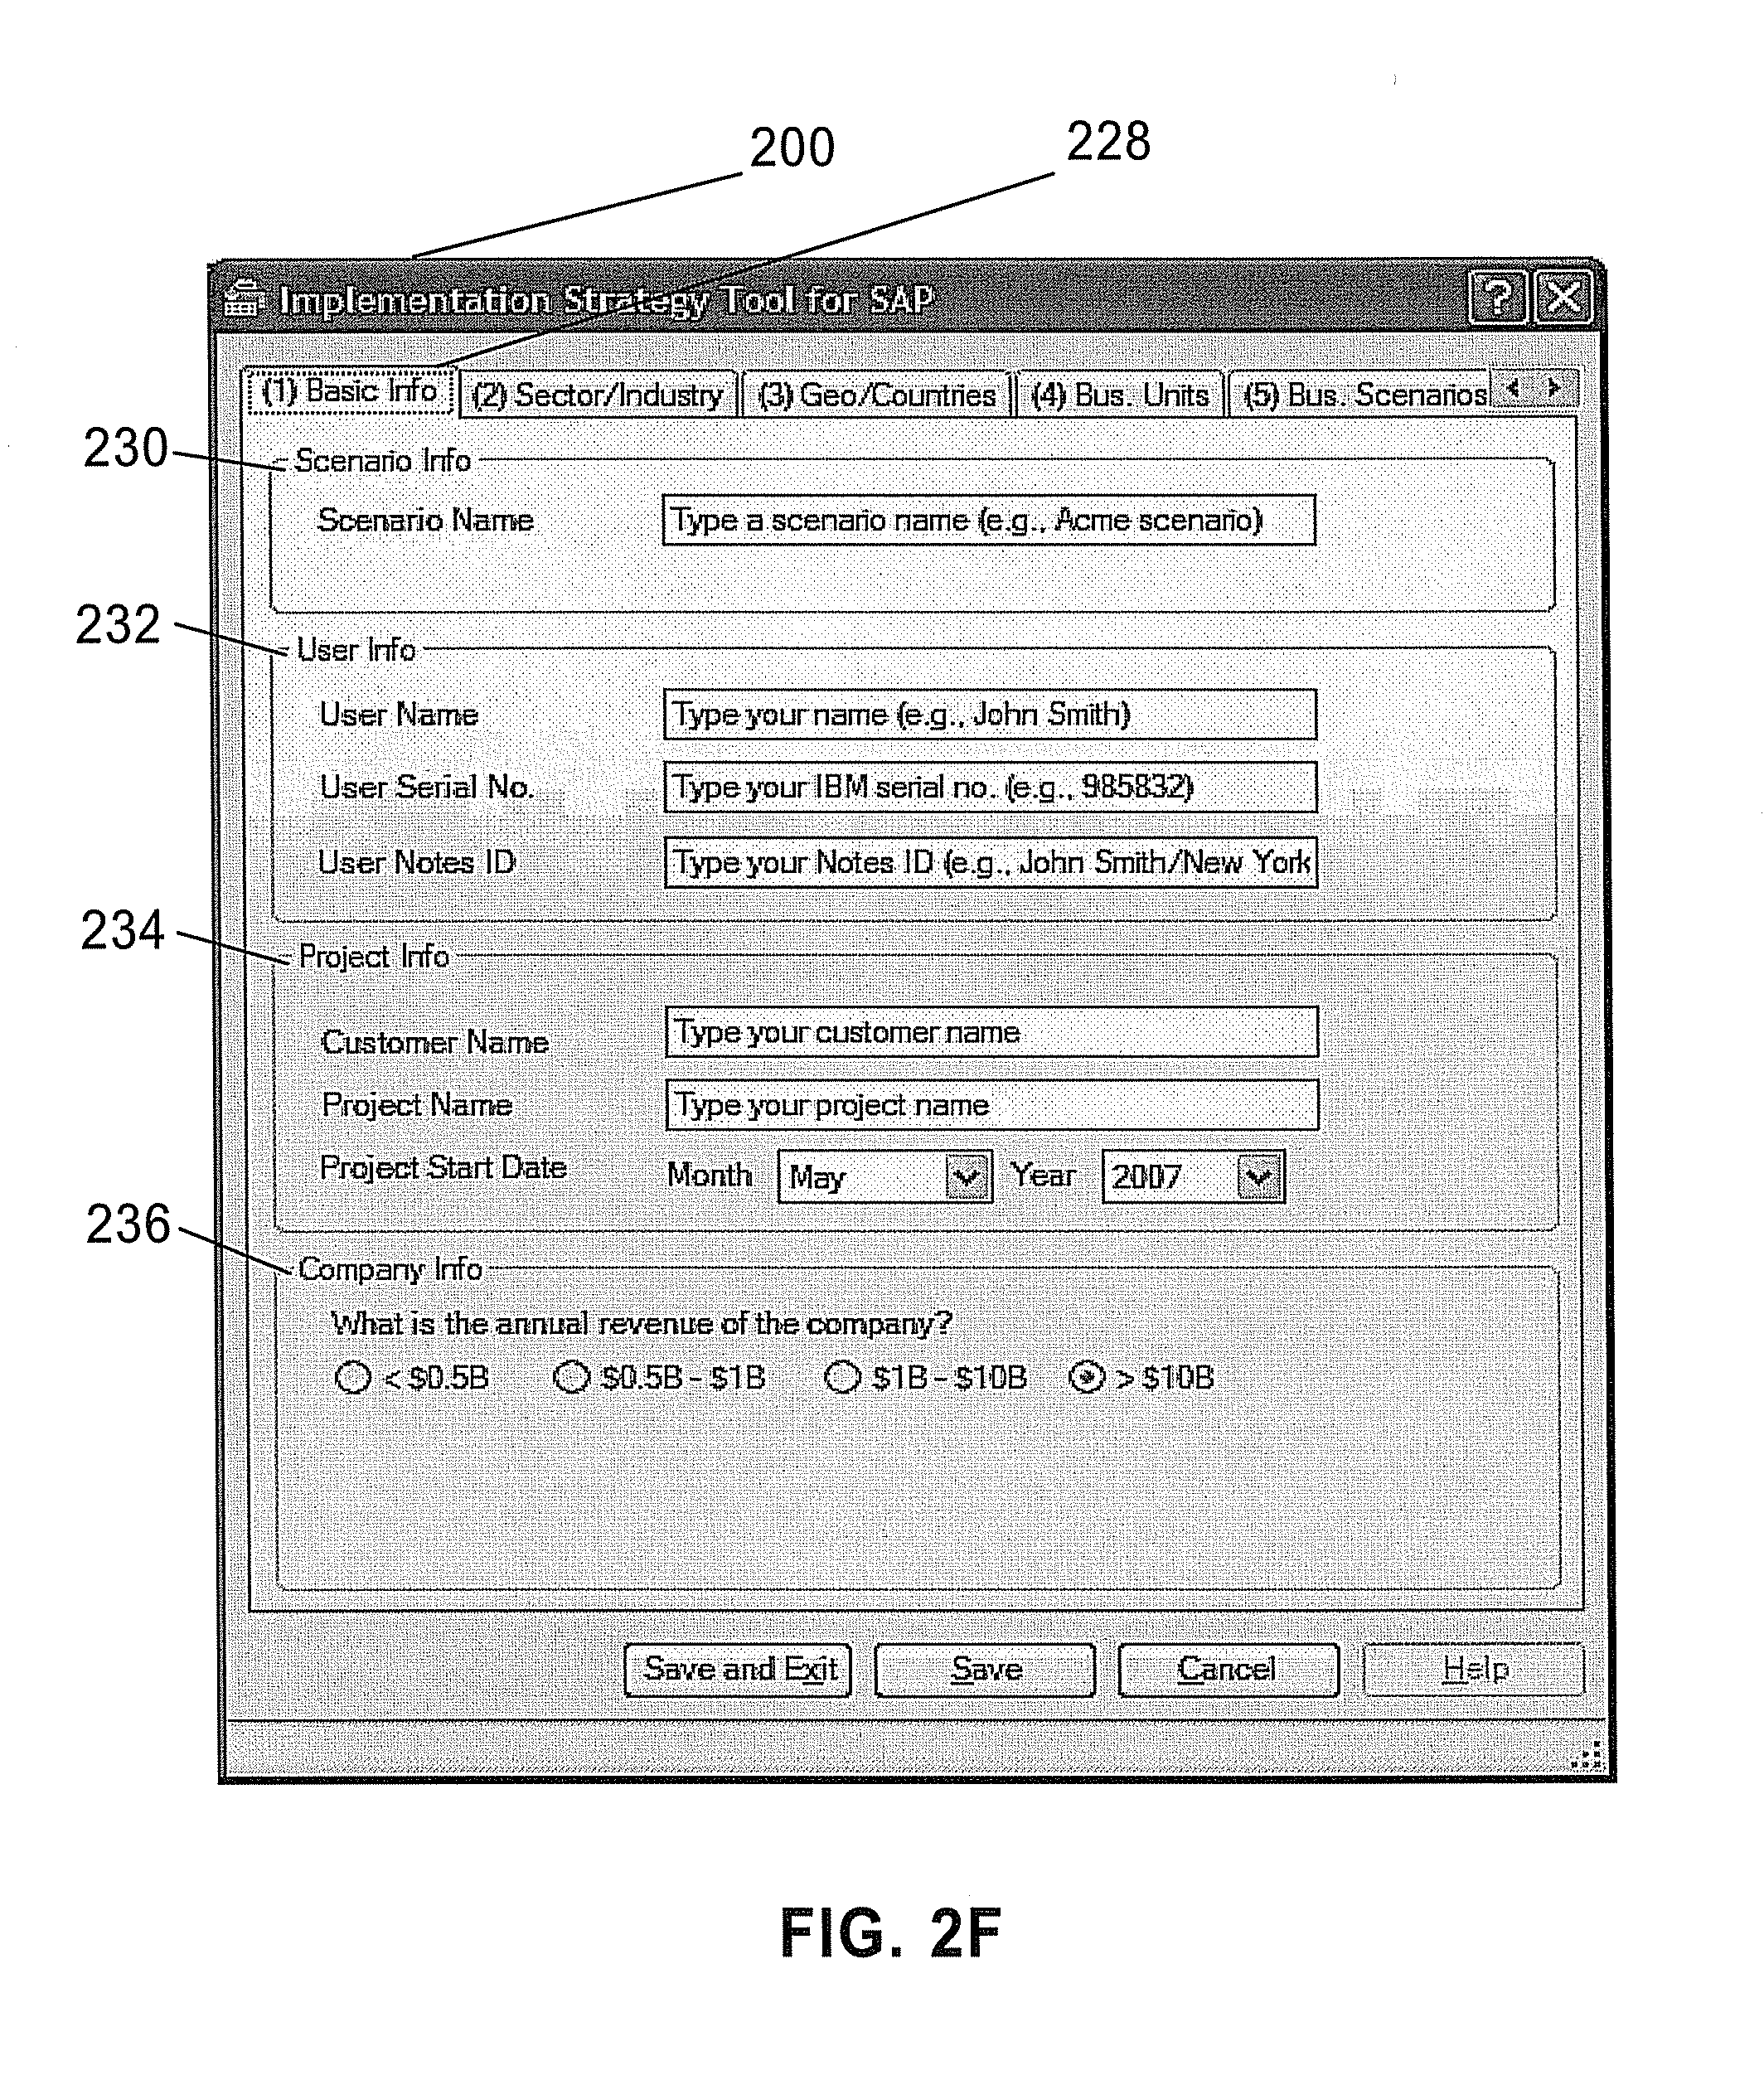 200 228
Implementation Strategy Tool for SAP
(1) Basic Info (2) Sector/Industry (3) Geo/Countries (4) Bus. Units (5) Bus. Scenarios
230 Scenario Info
Scenario Name Type a scenario name (e.g., Acme scenario)
232 User Info
User Name Type your name (e.g., John Smith)
User Serial No. Type your IBM serial no. (e.g., 985832)
User Notes ID Type your Notes ID (e.g., John Smith/New York
234 Project Info
Customer Name Type your customer name
Project Name Type your project name
Project Start Date Month May Year 2007
236 Company Info
What is the annual revenue of the company?
< $0.5B $0.5B - $1B $1B - $10B > $10B
Save and Exit Save Cancel Help
FIG. 2F